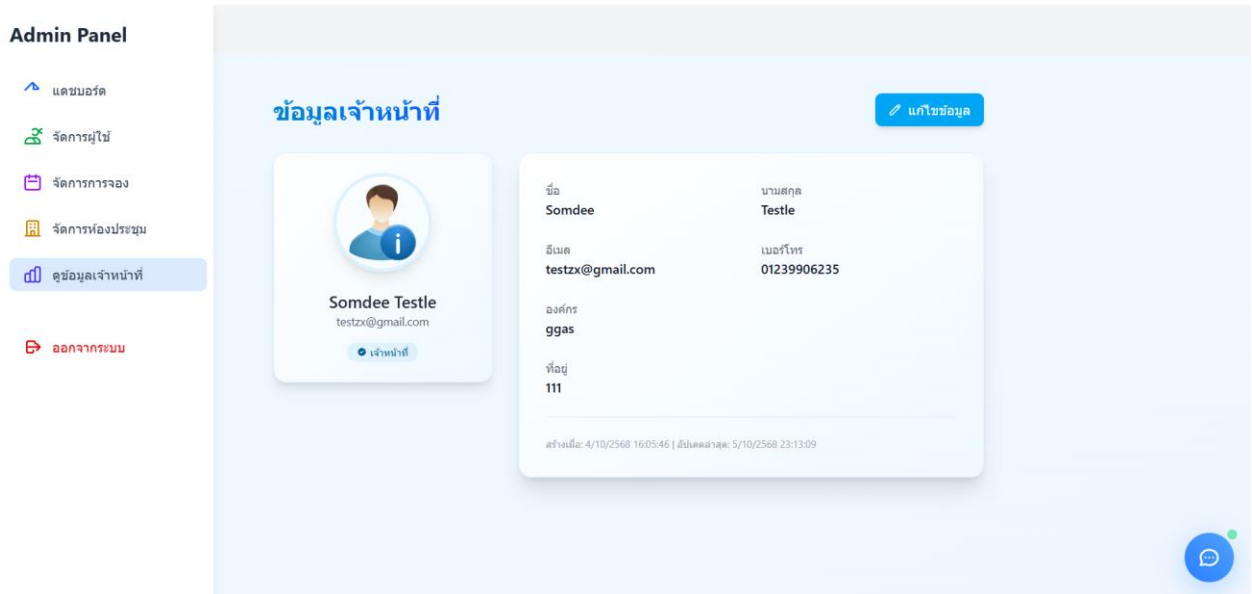 Admin Panel
แดชบอร์ด
จัดการผู้ใช้
จัดการการจอง
จัดการห้องประชุม
ดูข้อมูลเจ้าหน้าที่
ออกจากระบบ
ข้อมูลเจ้าหน้าที่
แก้ไขข้อมูล
i
Somdee Testle
testzx@gmail.com
เจ้าหน้าที่
ชื่อ นามสกุล
Somdee Testle
อีเมล เบอร์โทร
testzx@gmail.com 01239906235
องค์กร
ggas
ที่อยู่
111
สร้างเมื่อ: 4/10/2568 16:05:46 | อัปเดตล่าสุด: 5/10/2568 23:13:09